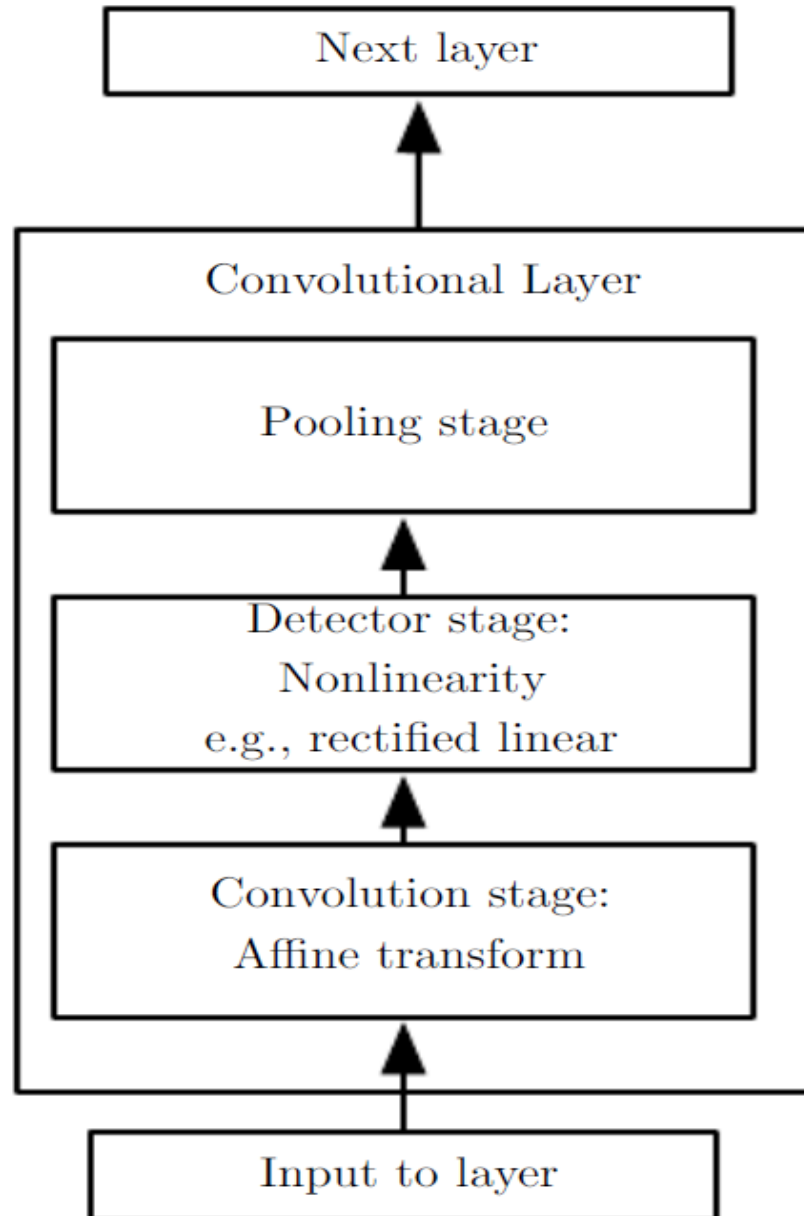 Next layer
Convolutional Layer
Pooling stage
Detector stage:
Nonlinearity
e.g., rectified linear
Convolution stage:
Affine transform
Input to layer